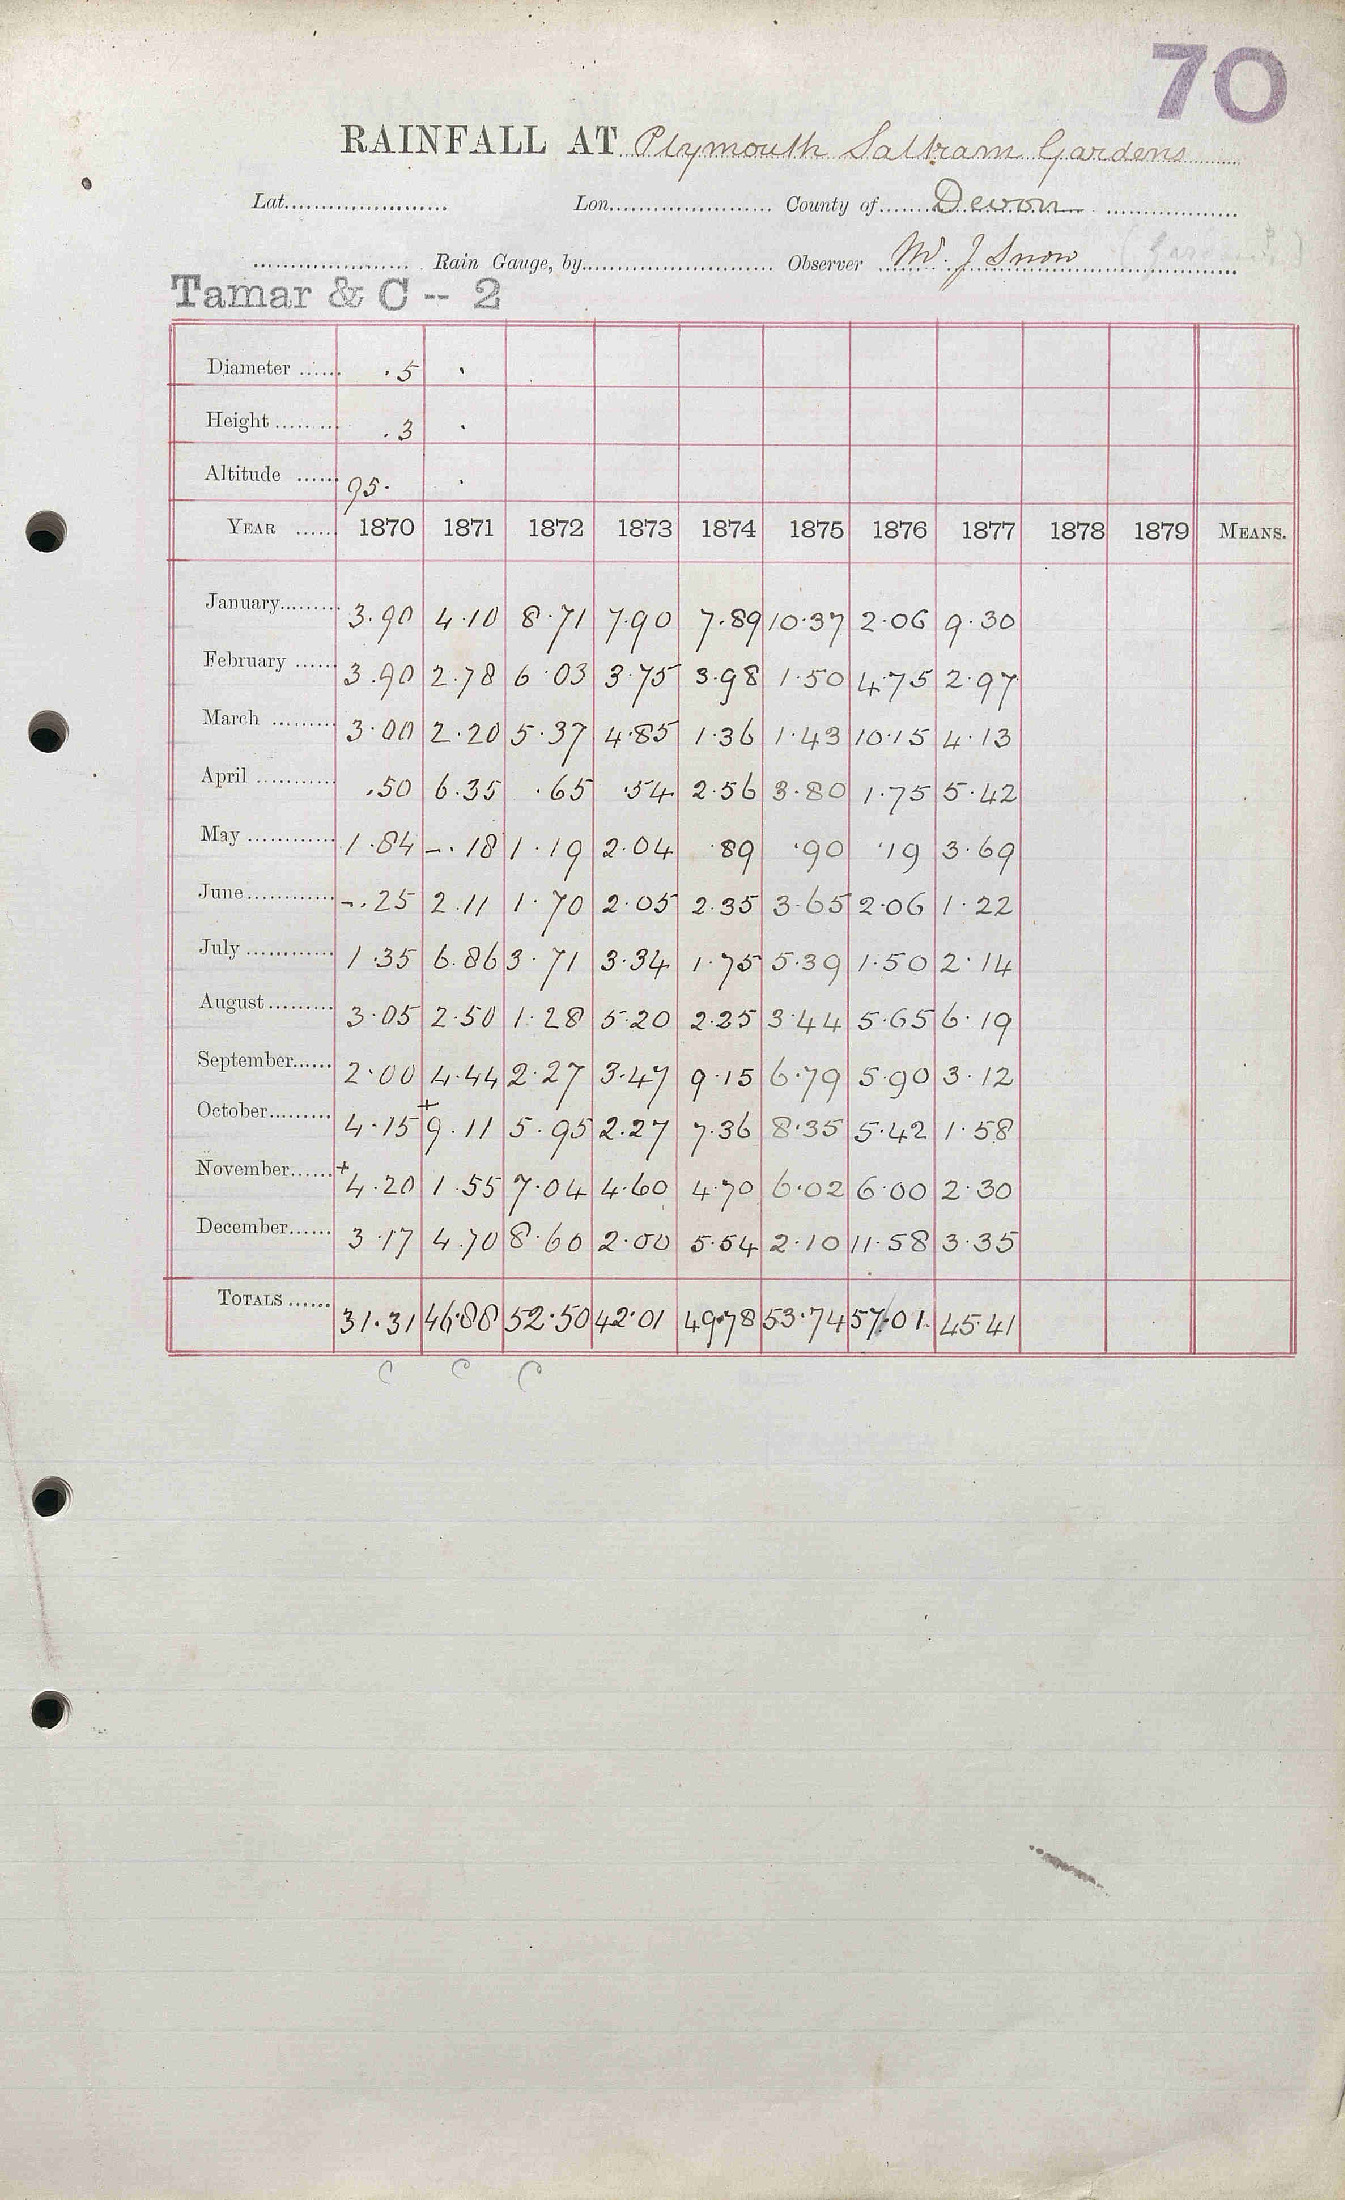 70
RAINFALL AT Plymouth Saltram Gardens
Lat. Lon. County of Devon
Rain Gauge, by Observer Mr. J Snow
Tamar & C -- 2
Diameter .5 .
Height .3 .
Altitude 95. .
YEAR 1870 1871 1872 1873 1874 1875 1876 1877 1878 1879 MEANS.
January 3.90 4.10 8.71 7.90 7.89 10.37 2.06 9.30
February 3.90 2.78 6.03 3.75 3.98 1.50 4.75 2.97
March 3.00 2.20 5.37 4.85 1.36 1.43 10.15 4.13
April .50 6.35 .65 .54 2.56 3.80 1.75 5.42
May 1.84 -.18 1.19 2.04 .89 .90 .19 3.69
June -.25 2.11 1.70 2.05 2.35 3.65 2.06 1.22
July 1.35 6.86 3.71 3.34 1.75 5.39 1.50 2.14
August 3.05 2.50 1.28 5.20 2.25 3.44 5.65 6.19
September 2.00 4.44 2.27 3.47 9.15 6.79 5.90 3.12
October 4.15 +9.11 5.95 2.27 7.36 8.35 5.42 1.58
November +4.20 1.55 7.04 4.60 4.70 6.02 6.00 2.30
December 3.17 4.70 8.60 2.00 5.54 2.10 11.58 3.35
TOTALS 31.31 46.88 52.50 42.01 49.78 53.74 57.01 45.41
C C C